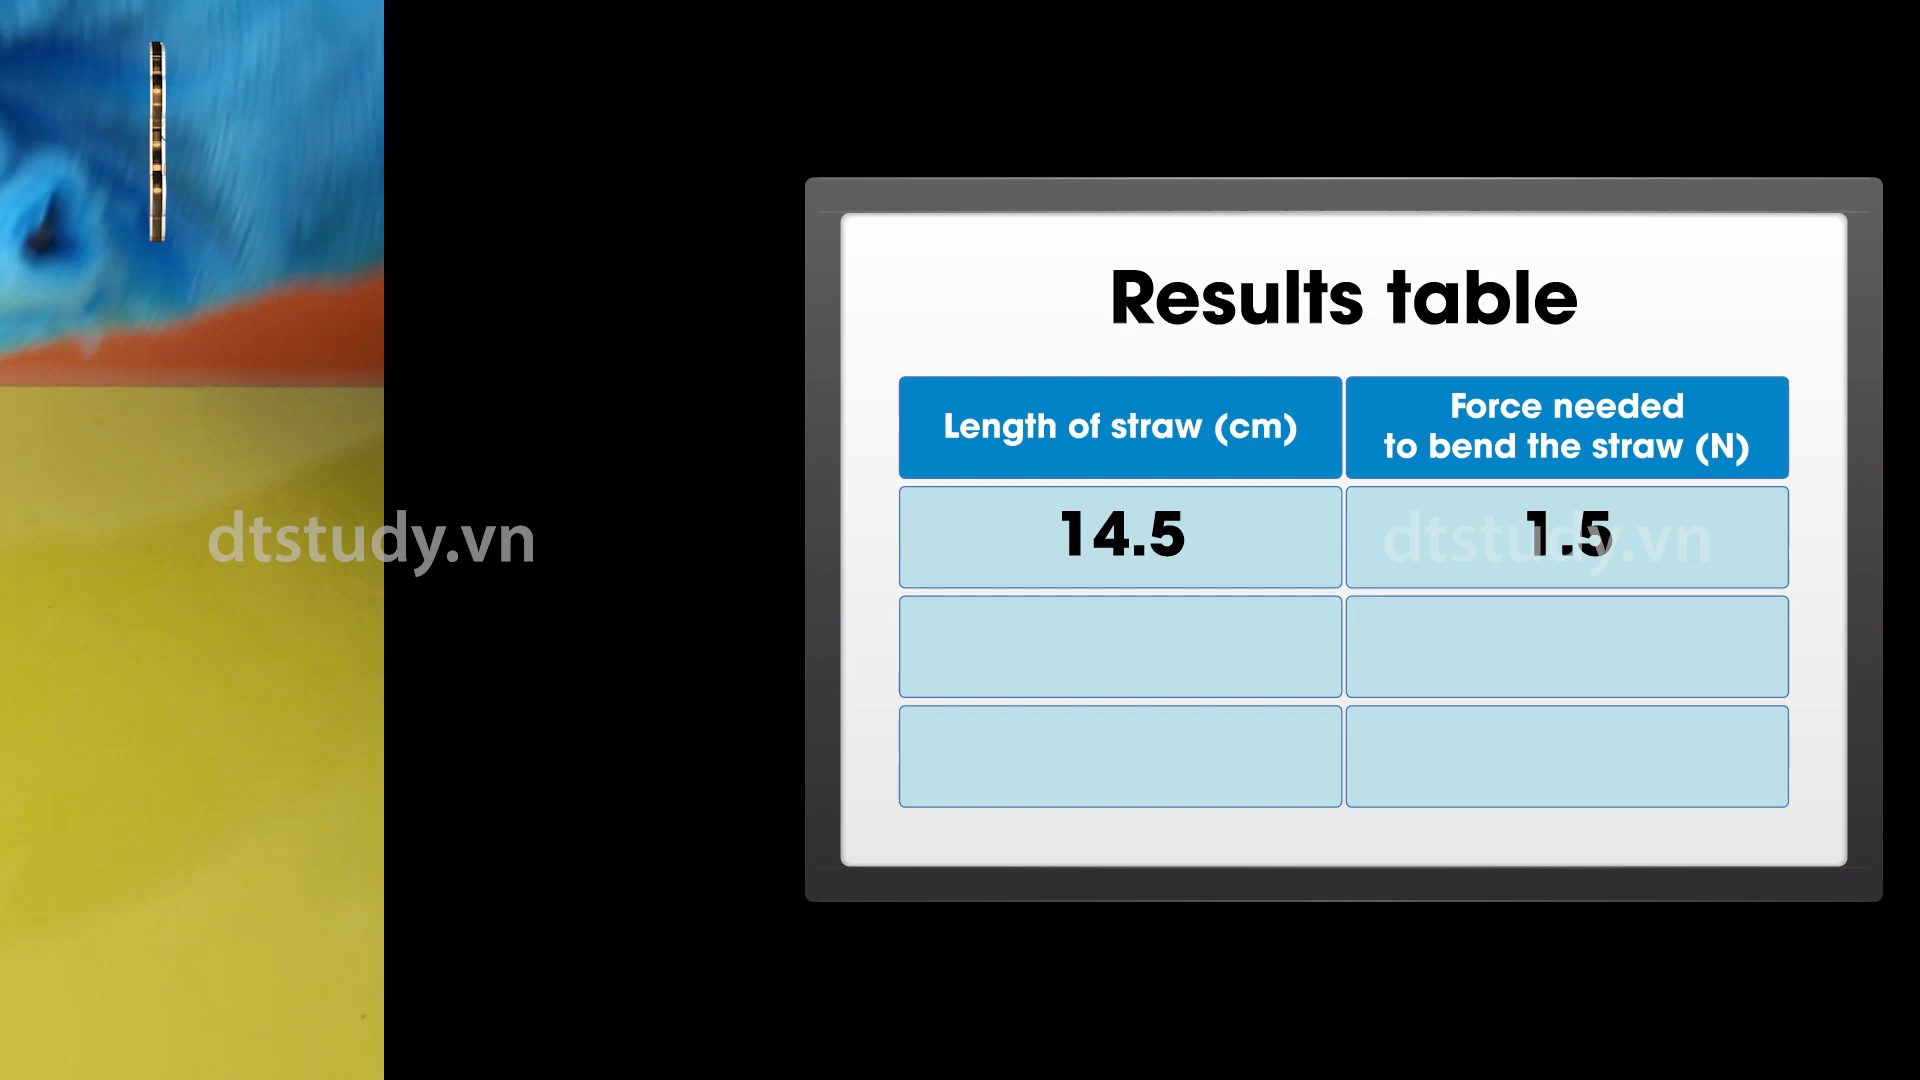 Results table
Length of straw (cm)
Force needed
to bend the straw (N)
14.5
1.5
dtstudy.vn
dtstudy.vn